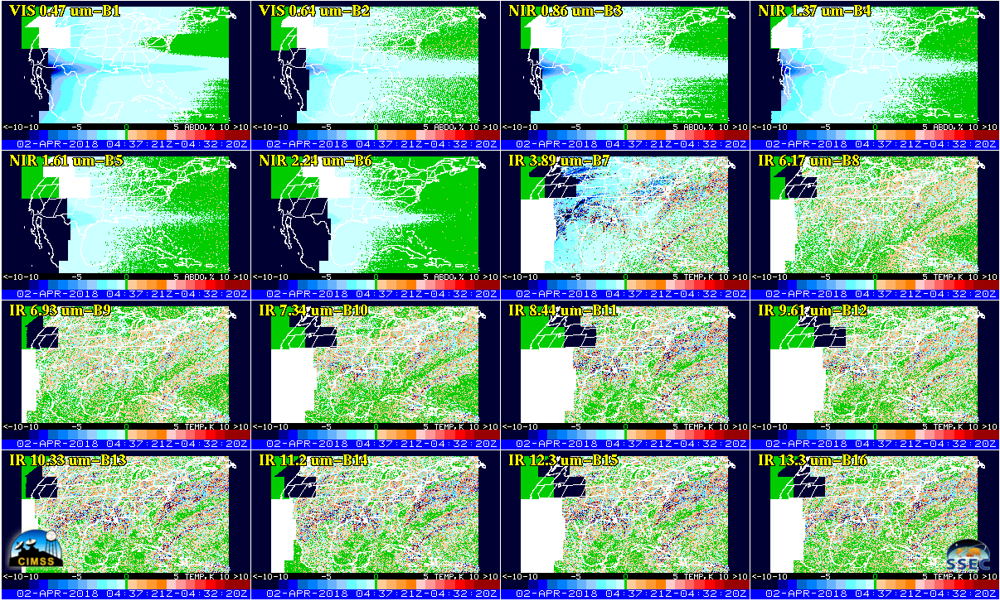 VIS 0.47 um-B1
VIS 0.64 um-B2
NIR 0.86 um-B3
NIR 1.37 um-B4
<-10-10 -5 0 5 ABDO,% 10 >10
<-10-10 -5 0 5 ABDO,% 10 >10
<-10-10 -5 0 5 ABDO,% 10 >10
<-10-10 -5 0 5 ABDO,% 10 >10
02-APR-2018 04:37:21Z-04:32:20Z
02-APR-2018 04:37:21Z-04:32:20Z
02-APR-2018 04:37:21Z-04:32:20Z
02-APR-2018 04:37:21Z-04:32:20Z
NIR 1.61 um-B5
NIR 2.24 um-B6
IR 3.89 um-B7
IR 6.17 um-B8
<-10-10 -5 0 5 ABDO,% 10 >10
<-10-10 -5 0 5 ABDO,% 10 >10
<-10-10 -5 0 5 TEMP,K 10 >10
<-10-10 -5 0 5 TEMP,K 10 >10
02-APR-2018 04:37:21Z-04:32:20Z
02-APR-2018 04:37:21Z-04:32:20Z
02-APR-2018 04:37:21Z-04:32:20Z
02-APR-2018 04:37:21Z-04:32:20Z
IR 6.93 um-B9
IR 7.34 um-B10
IR 8.44 um-B11
IR 9.61 um-B12
<-10-10 -5 0 5 TEMP,K 10 >10
<-10-10 -5 0 5 TEMP,K 10 >10
<-10-10 -5 0 5 TEMP,K 10 >10
<-10-10 -5 0 5 TEMP,K 10 >10
02-APR-2018 04:37:21Z-04:32:20Z
02-APR-2018 04:37:21Z-04:32:20Z
02-APR-2018 04:37:21Z-04:32:20Z
02-APR-2018 04:37:21Z-04:32:20Z
IR 10.33 um-B13
IR 11.2 um-B14
IR 12.3 um-B15
IR 13.3 um-B16
CIMSS
SSEC
<-10-10 -5 0 5 TEMP,K 10 >10
<-10-10 -5 0 5 TEMP,K 10 >10
<-10-10 -5 0 5 TEMP,K 10 >10
<-10-10 -5 0 5 TEMP,K 10 >10
02-APR-2018 04:37:21Z-04:32:20Z
02-APR-2018 04:37:21Z-04:32:20Z
02-APR-2018 04:37:21Z-04:32:20Z
02-APR-2018 04:37:21Z-04:32:20Z